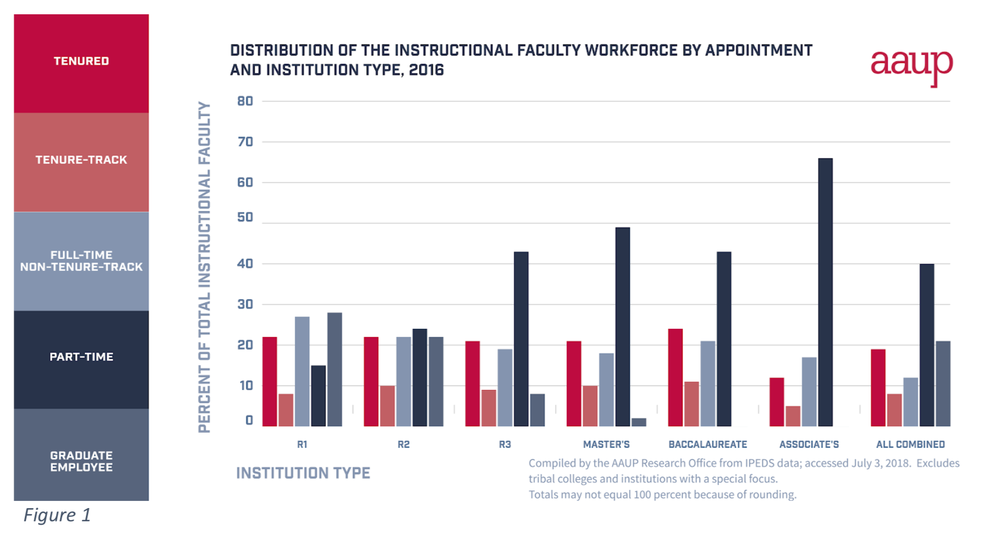 TENURED
TENURE-TRACK
FULL-TIME
NON-TENURE-TRACK
PART-TIME
GRADUATE
EMPLOYEE
Figure 1
DISTRIBUTION OF THE INSTRUCTIONAL FACULTY WORKFORCE BY APPOINTMENT
AND INSTITUTION TYPE, 2016
aaup
PERCENT OF TOTAL INSTRUCTIONAL FACULTY
80
70
60
50
40
30
20
10
0
R1
R2
R3
MASTER'S
BACCALAUREATE
ASSOCIATE'S
ALL COMBINED
INSTITUTION TYPE
Compiled by the AAUP Research Office from IPEDS data; accessed July 3, 2018.  Excludes
tribal colleges and institutions with a special focus.
Totals may not equal 100 percent because of rounding.